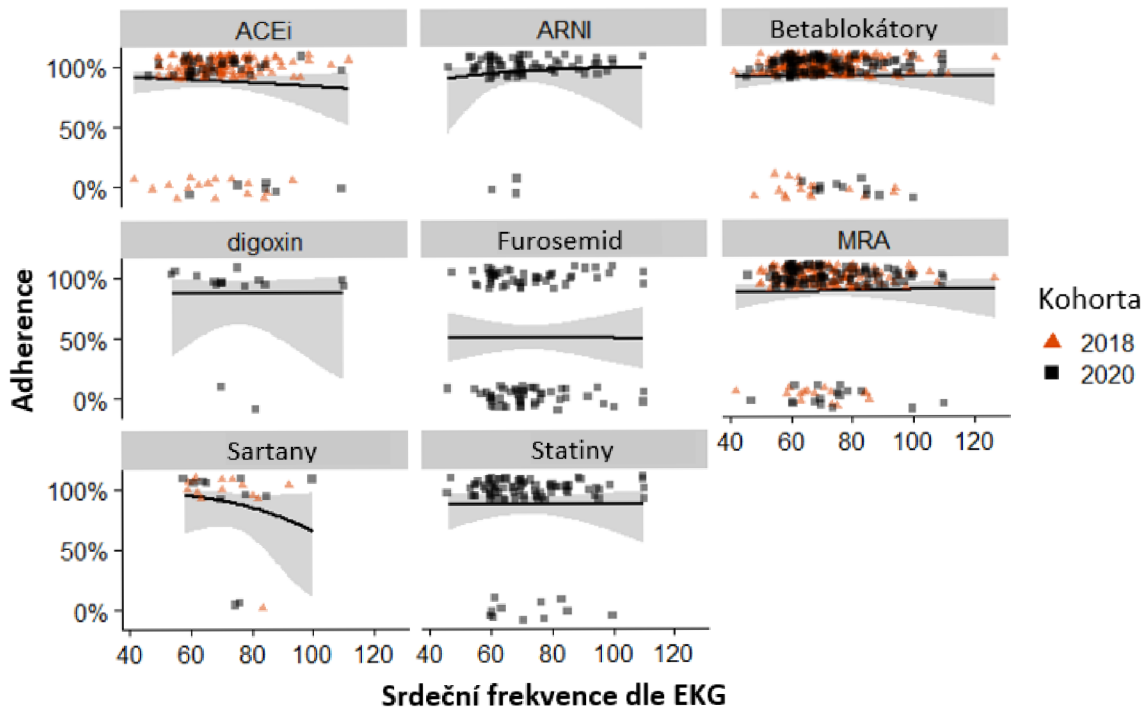 ACEi
ARNI
Betablokátory
100%
50%
0%
digoxin
Furosemid
MRA
100%
50%
0%
40 60 80 100 120
Sartany
Statiny
100%
50%
0%
40 60 80 100 120
40 60 80 100 120
Adherence
Srdeční frekvence dle EKG
Kohorta
2018
2020